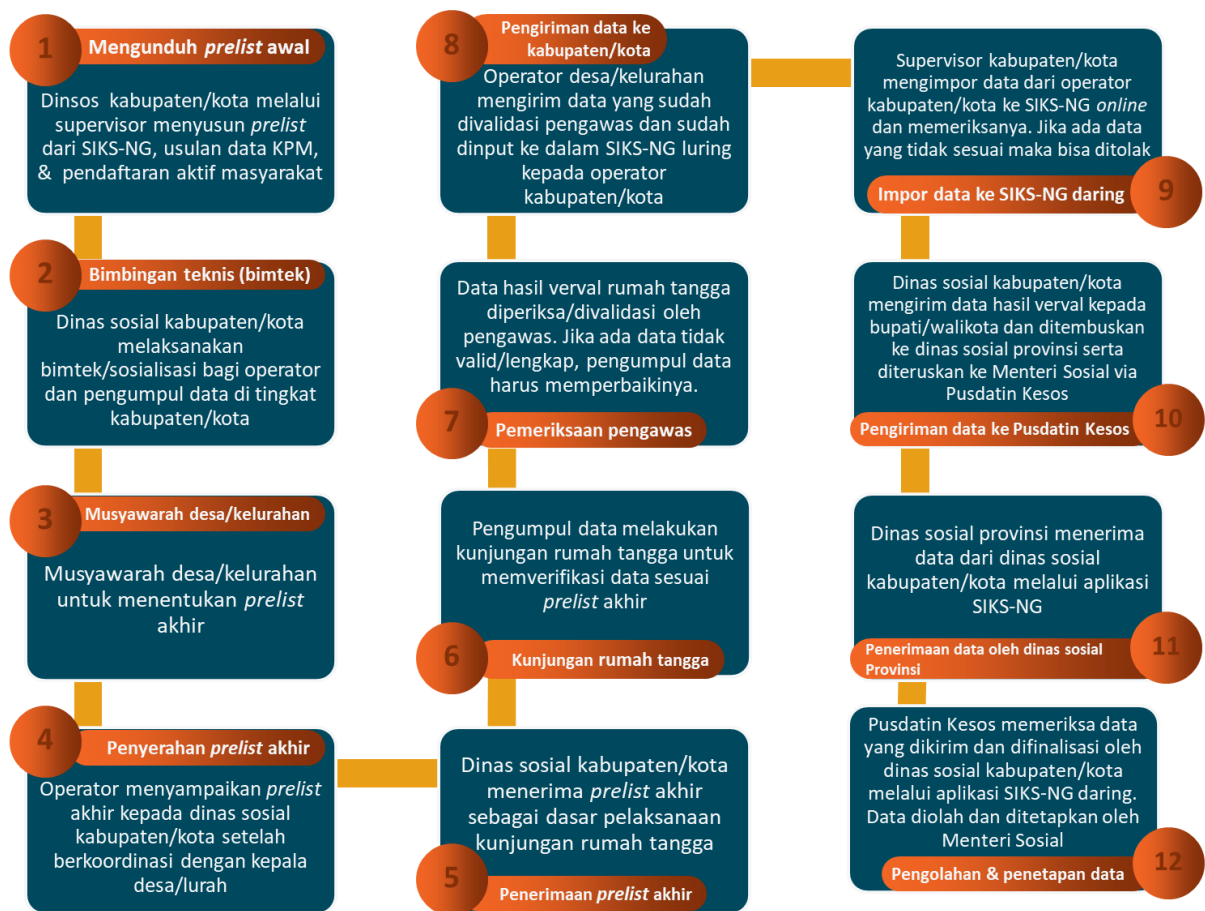 1
Mengunduh prelist awal
Dinsos kabupaten/kota melalui
supervisor menyusun prelist
dari SIKS-NG, usulan data KPM,
& pendaftaran aktif masyarakat
2
Bimbingan teknis (bimtek)
Dinas sosial kabupaten/kota
melaksanakan
bimtek/sosialisasi bagi operator
dan pengumpul data di tingkat
kabupaten/kota
3
Musyawarah desa/kelurahan
Musyawarah desa/kelurahan
untuk menentukan prelist
akhir
4
Penyerahan prelist akhir
Operator menyampaikan prelist
akhir kepada dinas sosial
kabupaten/kota setelah
berkoordinasi dengan kepala
desa/lurah
Dinas sosial kabupaten/kota
menerima prelist akhir
sebagai dasar pelaksanaan
kunjungan rumah tangga
5
Penerimaan prelist akhir
Pengumpul data melakukan
kunjungan rumah tangga untuk
memverifikasi data sesuai
prelist akhir
6
Kunjungan rumah tangga
Data hasil verval rumah tangga
diperiksa/divalidasi oleh
pengawas. Jika ada data tidak
valid/lengkap, pengumpul data
harus memperbaikinya.
7
Pemeriksaan pengawas
8
Pengiriman data ke
kabupaten/kota
Operator desa/kelurahan
mengirim data yang sudah
divalidasi pengawas dan sudah
dinput ke dalam SIKS-NG luring
kepada operator
kabupaten/kota
Supervisor kabupaten/kota
mengimpor data dari operator
kabupaten/kota ke SIKS-NG online
dan memeriksanya. Jika ada data
yang tidak sesuai maka bisa ditolak
Impor data ke SIKS-NG daring
9
Dinas sosial kabupaten/kota
mengirim data hasil verval kepada
bupati/walikota dan ditembuskan
ke dinas sosial provinsi serta
diteruskan ke Menteri Sosial via
Pusdatin Kesos
Pengiriman data ke Pusdatin Kesos
10
Dinas sosial provinsi menerima
data dari dinas sosial
kabupaten/kota melalui aplikasi
SIKS-NG
Penerimaan data oleh dinas sosial
Provinsi
11
Pusdatin Kesos memeriksa data
yang dikirim dan difinalisasi oleh
dinas sosial kabupaten/kota
melalui aplikasi SIKS-NG daring.
Data diolah dan ditetapkan oleh
Menteri Sosial
Pengolahan & penetapan data
12